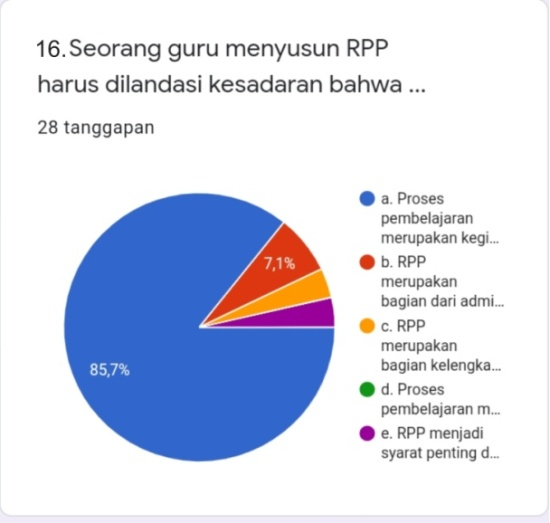 16.Seorang guru menyusun RPP
harus dilandasi kesadaran bahwa ...
28 tanggapan
a. Proses
pembelajaran
merupakan kegi...
b. RPP
merupakan
bagian dari admi...
c. RPP
merupakan
bagian kelengka...
d. Proses
pembelajaran m...
e. RPP menjadi
syarat penting d...
7,1%
85,7%